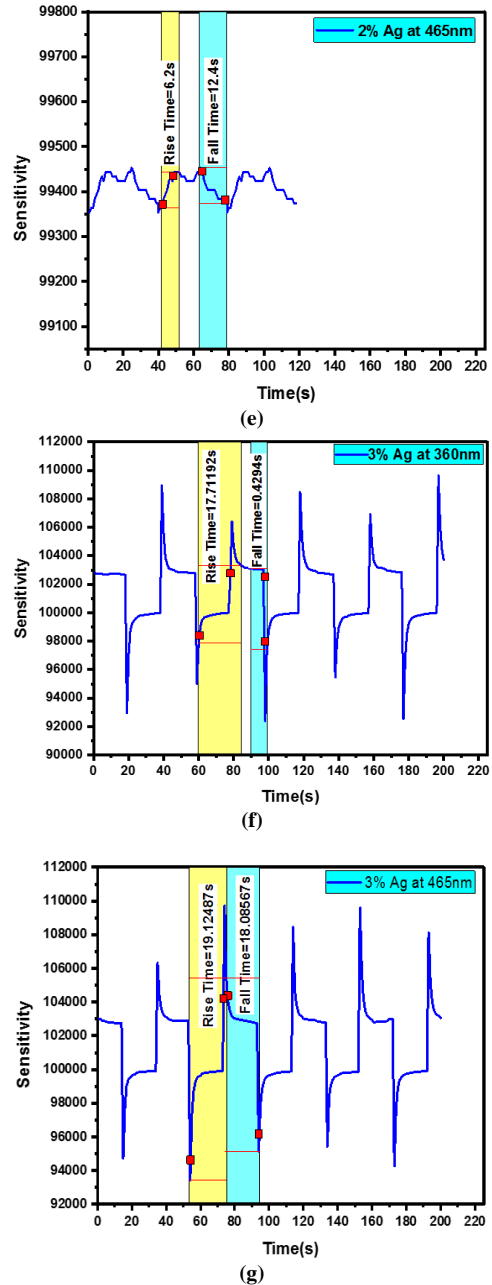 99800
99700
99600
99500
99400
99300
99200
99100
Sensitivity
2% Ag at 465nm
Rise Time=6.2s
Fall Time=12.4s
0 20 40 60 80 100 120 140 160 180 200 220
Time(s)
(e)
112000
110000
108000
106000
104000
102000
100000
98000
96000
94000
92000
90000
Sensitivity
3% Ag at 360nm
Rise Time=17.71192s
Fall Time=0.4294s
0 20 40 60 80 100 120 140 160 180 200 220
Time(s)
(f)
112000
110000
108000
106000
104000
102000
100000
98000
96000
94000
92000
Sensitivity
3% Ag at 465nm
Rise Time=19.12487s
Fall Time=18.08567s
0 20 40 60 80 100 120 140 160 180 200 220
Time(s)
(g)